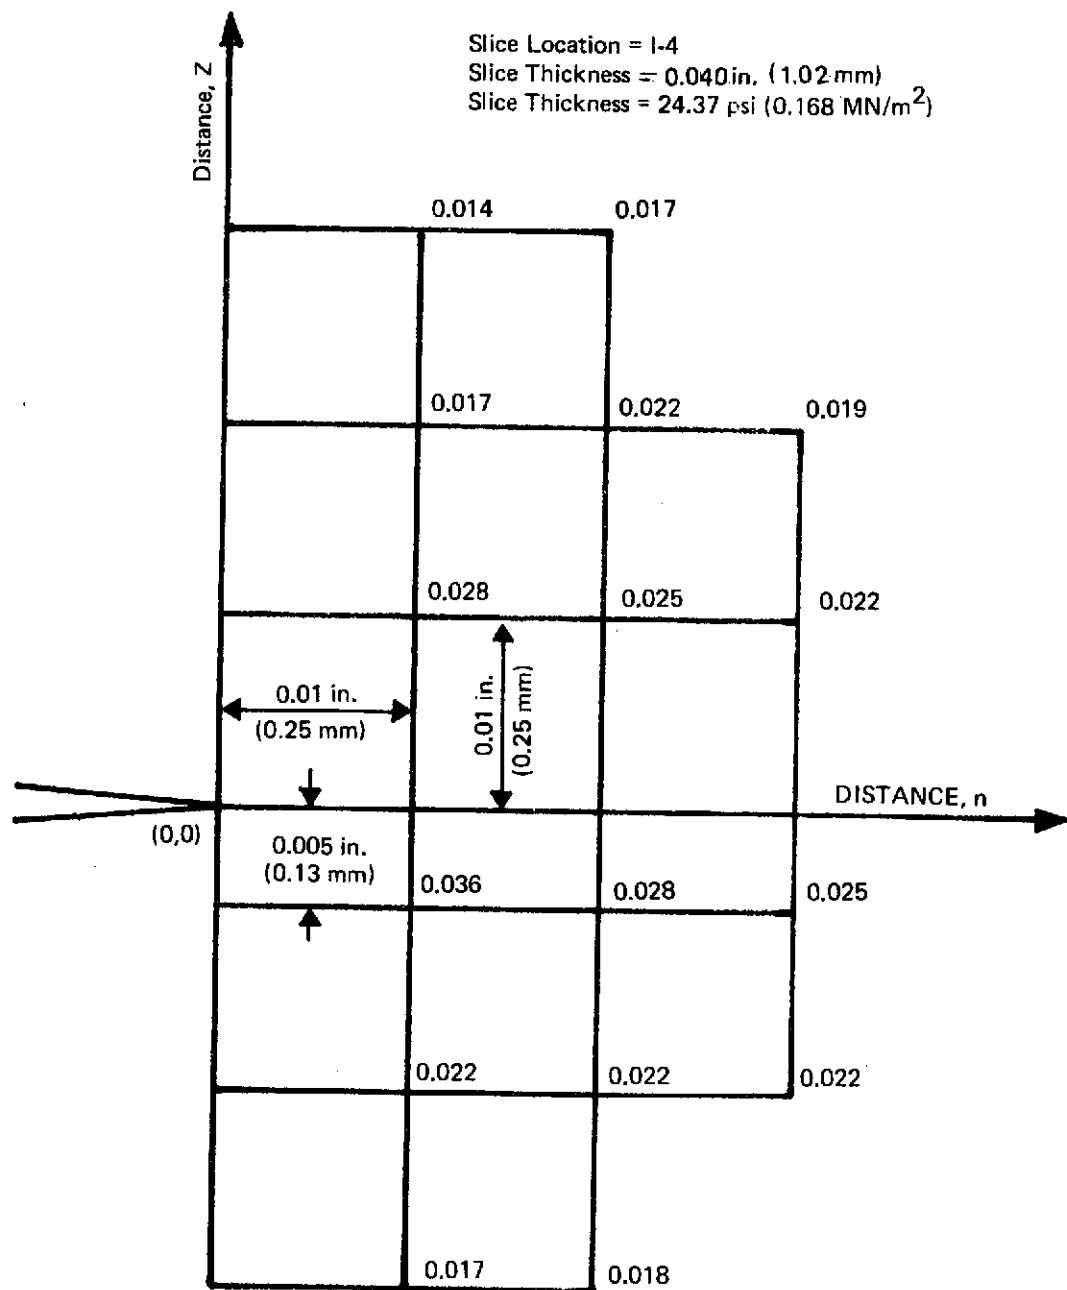 Slice Location = I-4
Slice Thickness = 0.040 in. (1.02 mm)
Slice Thickness = 24.37 psi (0.168 MN/m²)
Distance, Z
0.014 0.017
0.017 0.022 0.019
0.028 0.025 0.022
0.01 in.
(0.25 mm)
0.01 in.
(0.25 mm)
DISTANCE, n
(0,0)
0.005 in.
(0.13 mm)
0.036 0.028 0.025
0.022 0.022 0.022
0.017 0.018